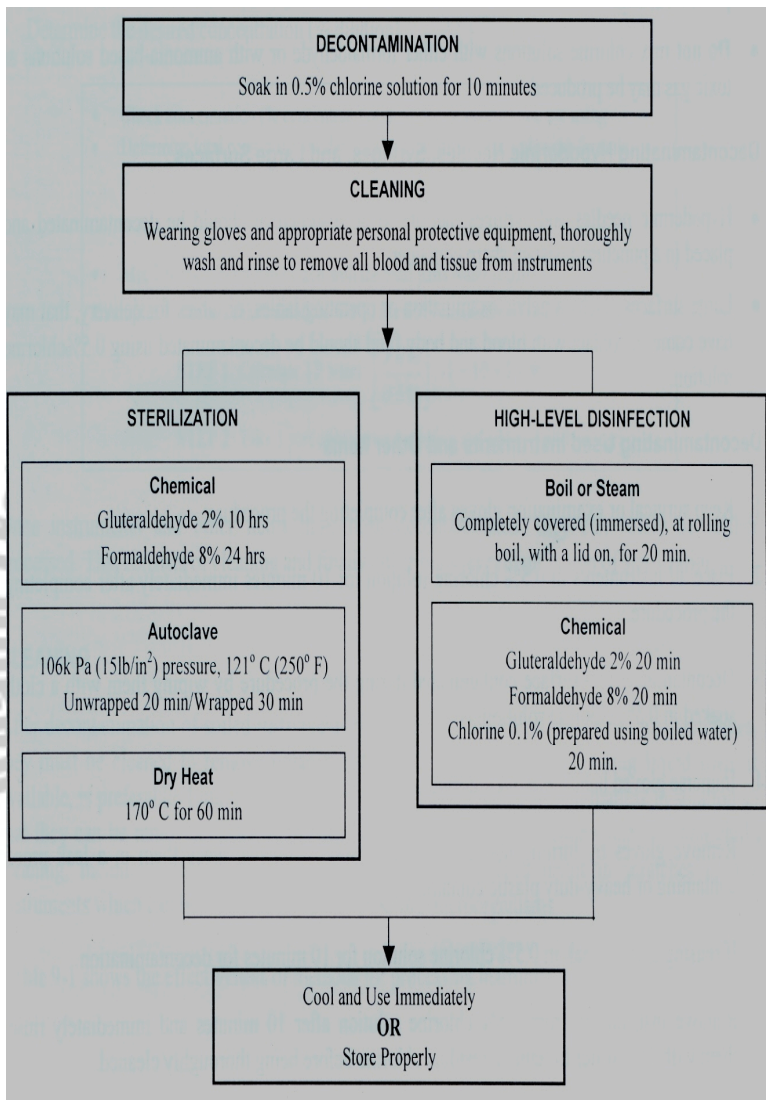 DECONTAMINATION
Soak in 0.5% chlorine solution for 10 minutes
CLEANING
Wearing gloves and appropriate personal protective equipment, thoroughly
wash and rinse to remove all blood and tissue from instruments
STERILIZATION
Chemical
Gluteraldehyde 2% 10 hrs
Formaldehyde 8% 24 hrs
Autoclave
106k Pa (15lb/in²) pressure, 121° C (250° F)
Unwrapped 20 min/Wrapped 30 min
Dry Heat
170° C for 60 min
HIGH-LEVEL DISINFECTION
Boil or Steam
Completely covered (immersed), at rolling
boil, with a lid on, for 20 min.
Chemical
Gluteraldehyde 2% 20 min
Formaldehyde 8% 20 min
Chlorine 0.1% (prepared using boiled water)
20 min.
Cool and Use Immediately
OR
Store Properly